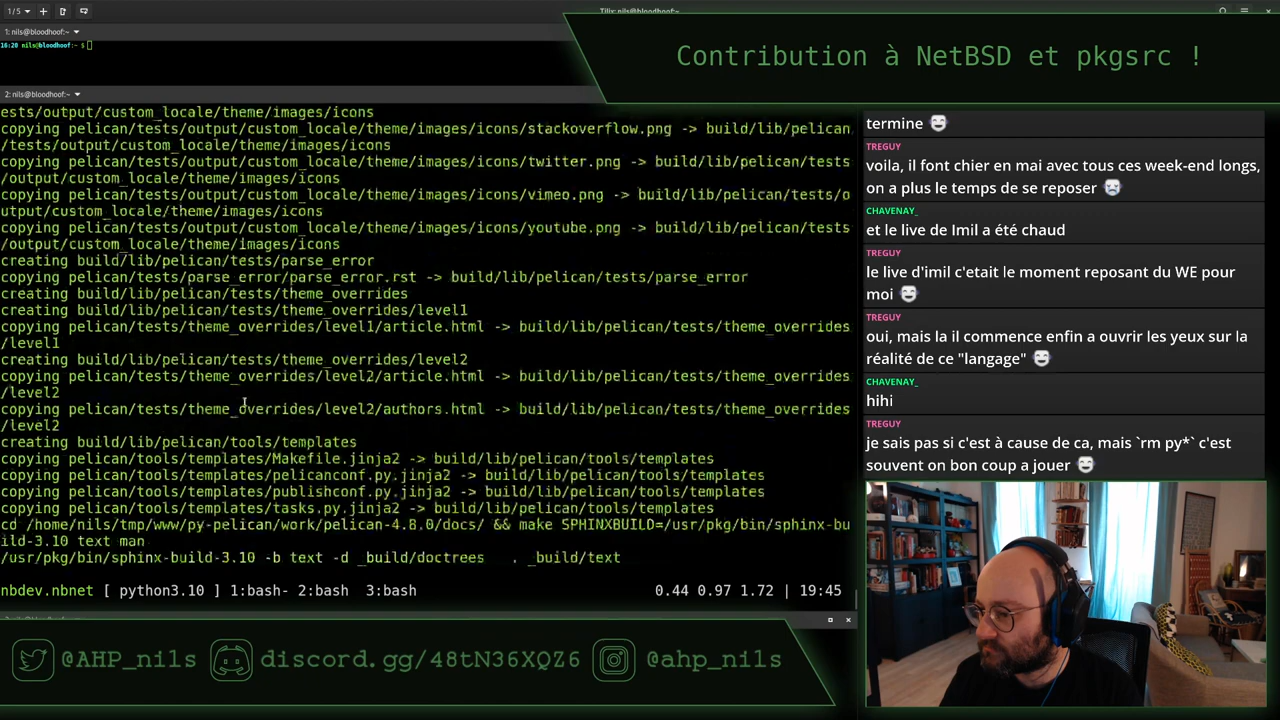 1/5
Tilix: nils@bloodhoof:~
1: nils@bloodhoof:~
16:20 nils@bloodhoof:~ $
Contribution à NetBSD et pkgsrc !
2: nils@bloodhoof:~
ests/output/custom_locale/theme/images/icons
copying pelican/tests/output/custom_locale/theme/images/icons/stackoverflow.png -> build/lib/pelican
/tests/output/custom_locale/theme/images/icons
copying pelican/tests/output/custom_locale/theme/images/icons/twitter.png -> build/lib/pelican/tests
/output/custom_locale/theme/images/icons
copying pelican/tests/output/custom_locale/theme/images/icons/vimeo.png -> build/lib/pelican/tests/o
utput/custom_locale/theme/images/icons
copying pelican/tests/output/custom_locale/theme/images/icons/youtube.png -> build/lib/pelican/tests
/output/custom_locale/theme/images/icons
creating build/lib/pelican/tests/parse_error
copying pelican/tests/parse_error/parse_error.rst -> build/lib/pelican/tests/parse_error
creating build/lib/pelican/tests/theme_overrides
creating build/lib/pelican/tests/theme_overrides/level1
copying pelican/tests/theme_overrides/level1/article.html -> build/lib/pelican/tests/theme_overrides
/level1
creating build/lib/pelican/tests/theme_overrides/level2
copying pelican/tests/theme_overrides/level2/article.html -> build/lib/pelican/tests/theme_overrides
/level2
copying pelican/tests/theme_overrides/level2/authors.html -> build/lib/pelican/tests/theme_overrides
/level2
creating build/lib/pelican/tools/templates
copying pelican/tools/templates/Makefile.jinja2 -> build/lib/pelican/tools/templates
copying pelican/tools/templates/pelicanconf.py.jinja2 -> build/lib/pelican/tools/templates
copying pelican/tools/templates/publishconf.py.jinja2 -> build/lib/pelican/tools/templates
copying pelican/tools/templates/tasks.py.jinja2 -> build/lib/pelican/tools/templates
cd /home/nils/tmp/www/py-pelican/work/pelican-4.8.0/docs/ && make SPHINXBUILD=/usr/pkg/bin/sphinx-bu
ild-3.10 text man
/usr/pkg/bin/sphinx-build-3.10 -b text -d _build/doctrees . _build/text
nbdev.nbnet [ python3.10 ] 1:bash- 2:bash 3:bash 0.44 0.97 1.72 | 19:45
termine
TREGUY
voila, il font chier en mai avec tous ces week-end longs,
on a plus le temps de se reposer
CHAVENAY_
et le live de Imil a été chaud
TREGUY
le live d'imil c'etait le moment reposant du WE pour
moi
TREGUY
oui, mais la il commence enfin a ouvrir les yeux sur la
réalité de ce "langage"
CHAVENAY_
hihi
TREGUY
je sais pas si c'est à cause de ca, mais `rm py*` c'est
souvent on bon coup a jouer
@AHP_nils discord.gg/48tN36XQZ6 @ahp_nils